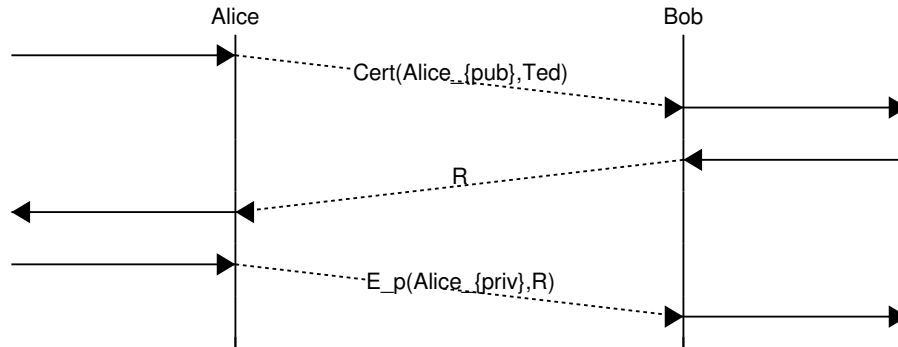 Alice
Bob
Cert(Alice_{pub},Ted)
R
E_p(Alice_{priv},R)